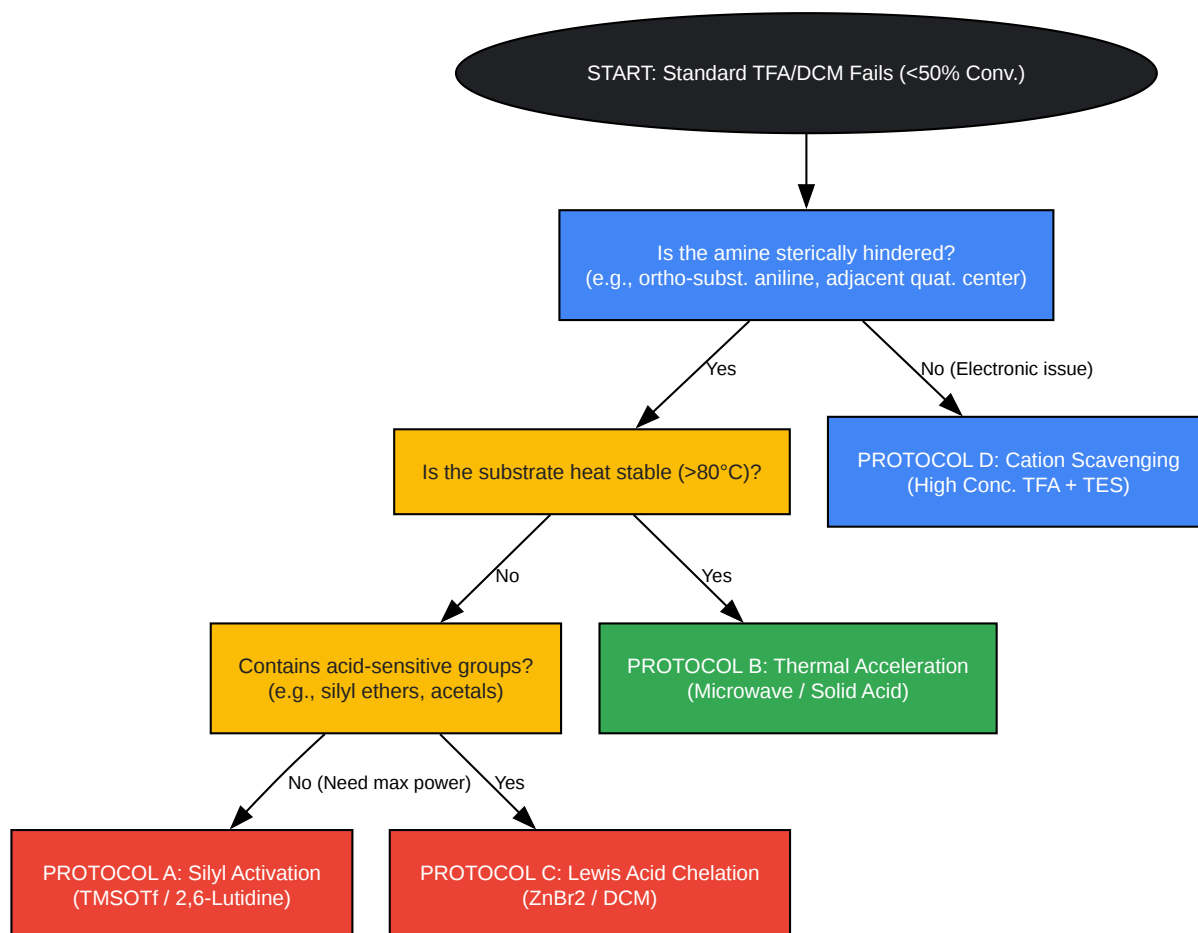 START: Standard TFA/DCM Fails (<50% Conv.)
Is the amine sterically hindered?
(e.g., ortho-subst. aniline, adjacent quat. center)
Yes
No (Electronic issue)
Is the substrate heat stable (>80°C)?
PROTOCOL D: Cation Scavenging
(High Conc. TFA + TES)
No
Yes
Contains acid-sensitive groups?
(e.g., silyl ethers, acetals)
PROTOCOL B: Thermal Acceleration
(Microwave / Solid Acid)
No (Need max power)
Yes
PROTOCOL A: Silyl Activation
(TMSOTf / 2,6-Lutidine)
PROTOCOL C: Lewis Acid Chelation
(ZnBr2 / DCM)